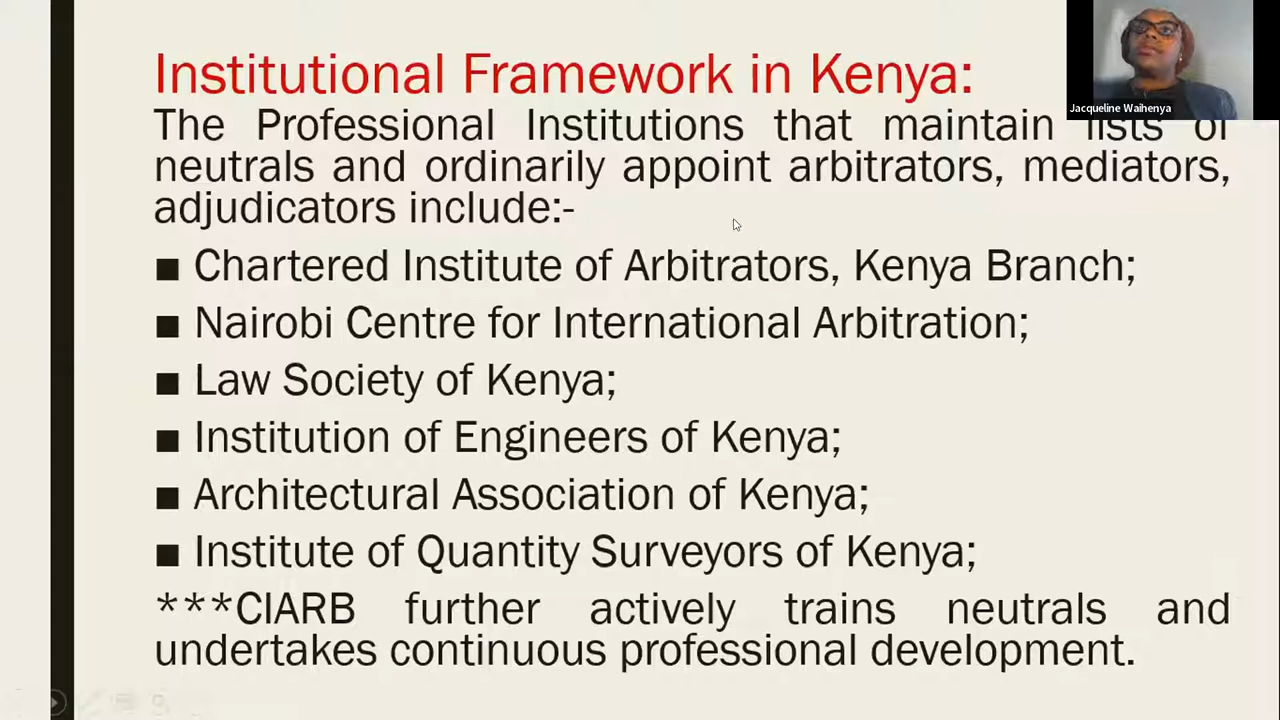 Institutional Framework in Kenya:
Jacqueline Waihenya
The Professional Institutions that maintain lists of
neutrals and ordinarily appoint arbitrators, mediators,
adjudicators include:-
■ Chartered Institute of Arbitrators, Kenya Branch;
■ Nairobi Centre for International Arbitration;
■ Law Society of Kenya;
■ Institution of Engineers of Kenya;
■ Architectural Association of Kenya;
■ Institute of Quantity Surveyors of Kenya;
***CIARB further actively trains neutrals and
undertakes continuous professional development.